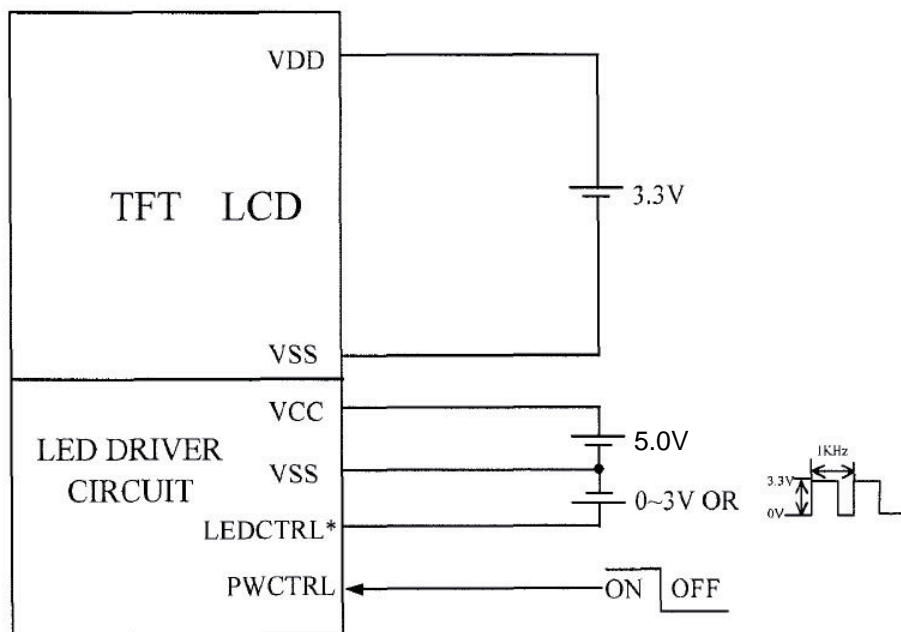 VDD
TFT LCD
3.3V
VSS
VCC
5.0V
LED DRIVER
CIRCUIT
VSS
1KHz
3.3V
0V
0~3V OR
LEDCTRL*
PWCTRL
ON OFF